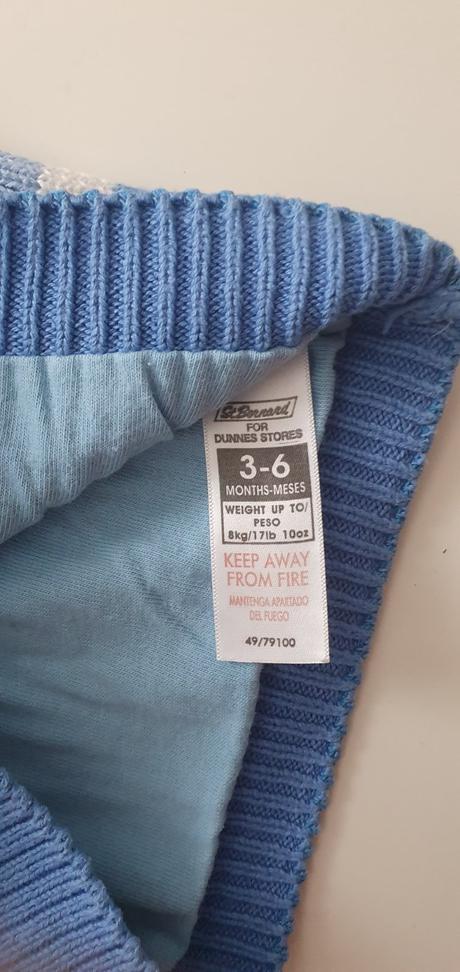 St.Bernard
FOR
DUNNES STORES
3-6
MONTHS-MESES
WEIGHT UP TO/
PESO
8kg/17lb 10oz
KEEP AWAY
FROM FIRE
MANTENGA APARTADO
DEL FUEGO
49/79100